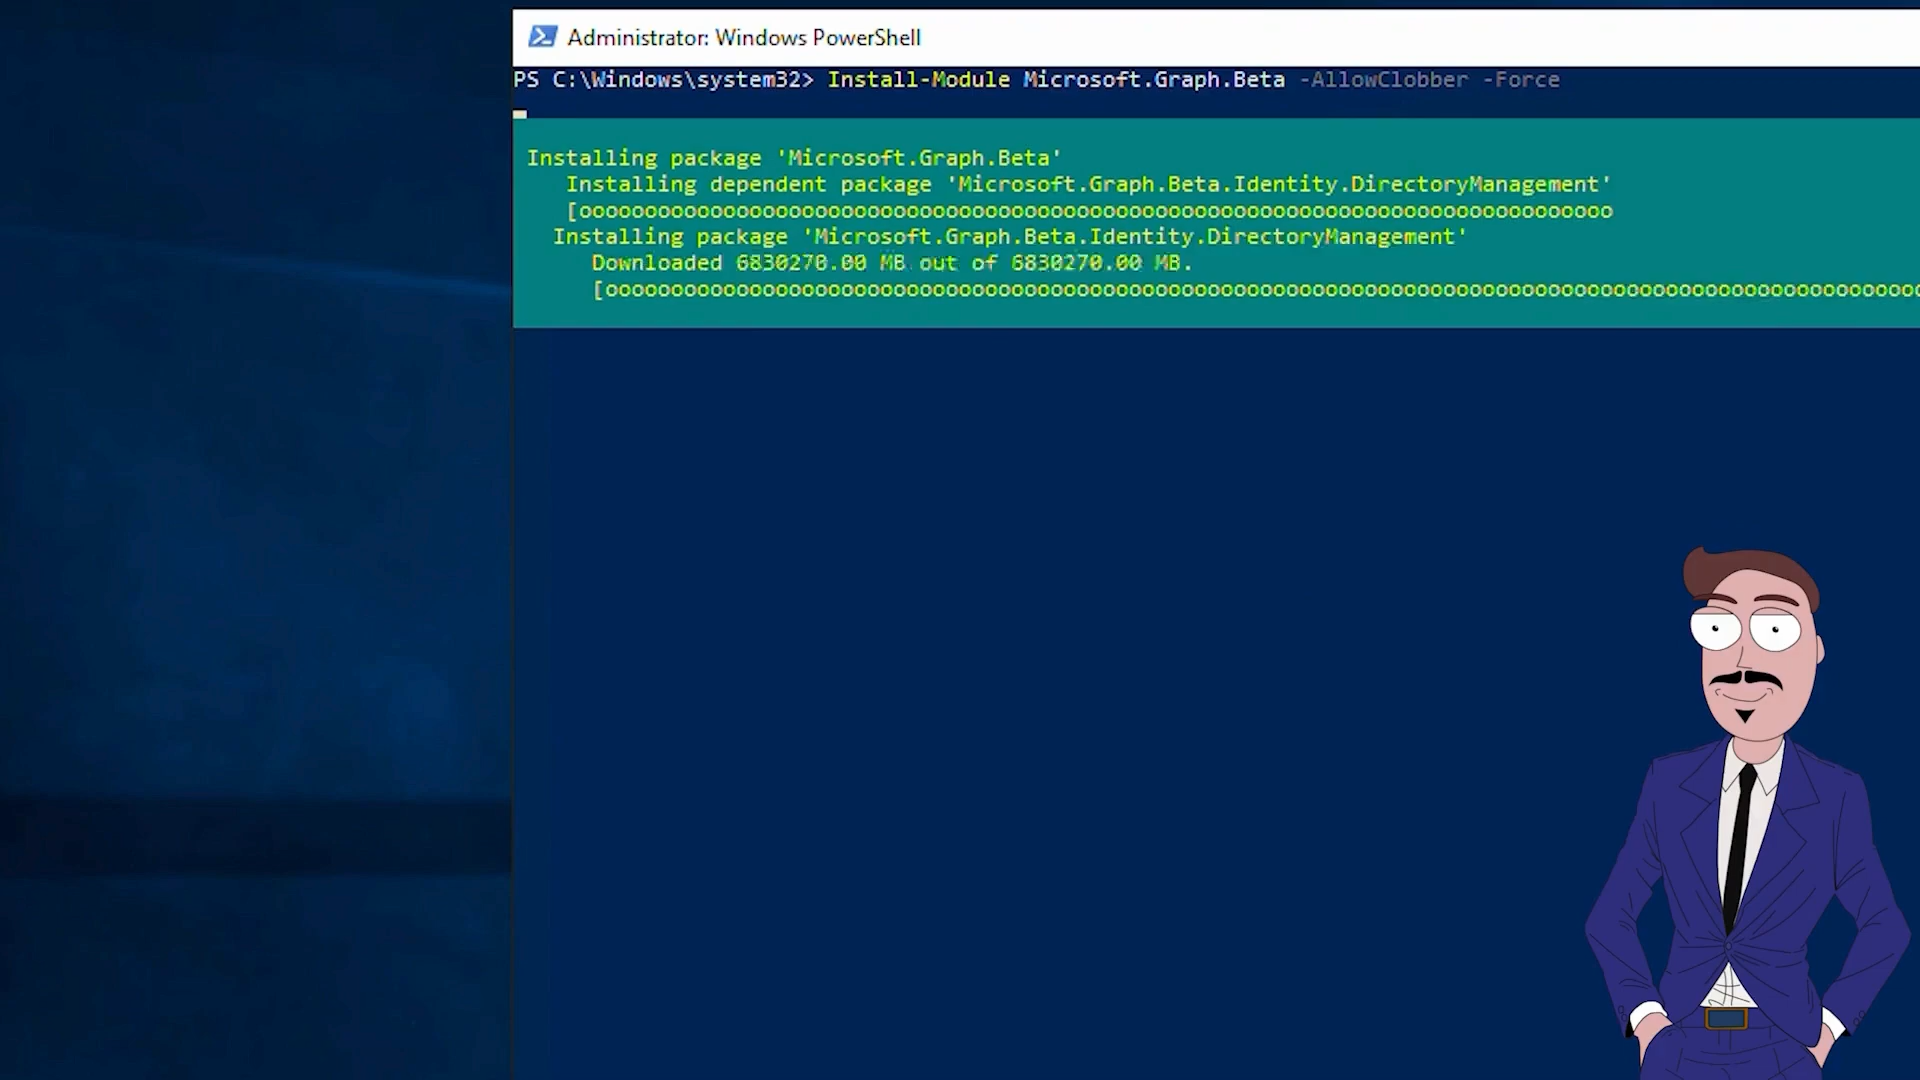 Administrator: Windows PowerShell
PS C:\Windows\system32> Install-Module Microsoft.Graph.Beta -AllowClobber -Force
Installing package 'Microsoft.Graph.Beta'
Installing dependent package 'Microsoft.Graph.Beta.Identity.DirectoryManagement'
[ooooooooooooooooooooooooooooooooooooooooooooooooooooooooooooooooooooooooooooooo
Installing package 'Microsoft.Graph.Beta.Identity.DirectoryManagement'
Downloaded 6830270.00 MB out of 6830270.00 MB.
[ooooooooooooooooooooooooooooooooooooooooooooooooooooooooooooooooooooooooooooooooooooooooooooooooooooo